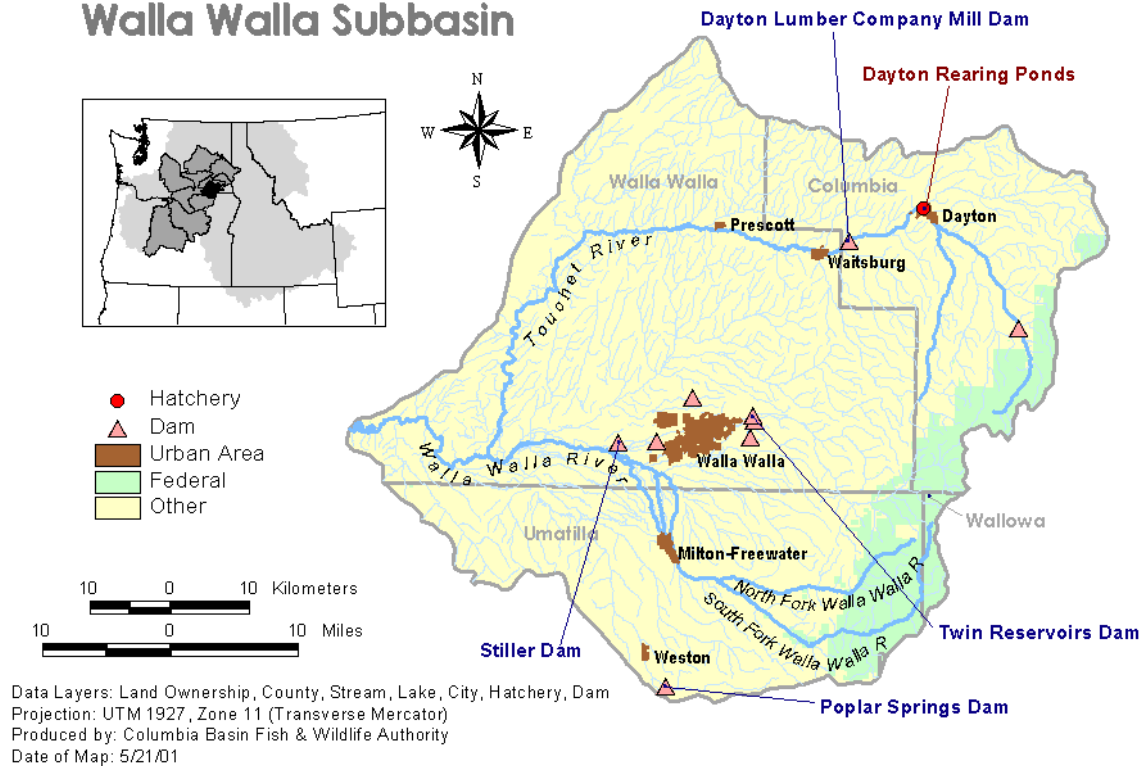 Walla Walla Subbasin
Dayton Lumber Company Mill Dam
Dayton Rearing Ponds
N
W
E
S
Walla Walla
Columbia
Dayton
Prescott
Waitsburg
Touchet River
Hatchery
Dam
Urban Area
Federal
Other
Walla Walla River
Walla Walla
Wallowa
Umatilla
Milton-Freewater
North Fork Walla Walla R
South Fork Walla Walla R
10 0 10 Kilometers
10 0 10 Miles
Twin Reservoirs Dam
Stiller Dam
Weston
Poplar Springs Dam
Data Layers: Land Ownership, County, Stream, Lake, City, Hatchery, Dam
Projection: UTM 1927, Zone 11 (Transverse Mercator)
Produced by: Columbia Basin Fish & Wildlife Authority
Date of Map: 5/21/01